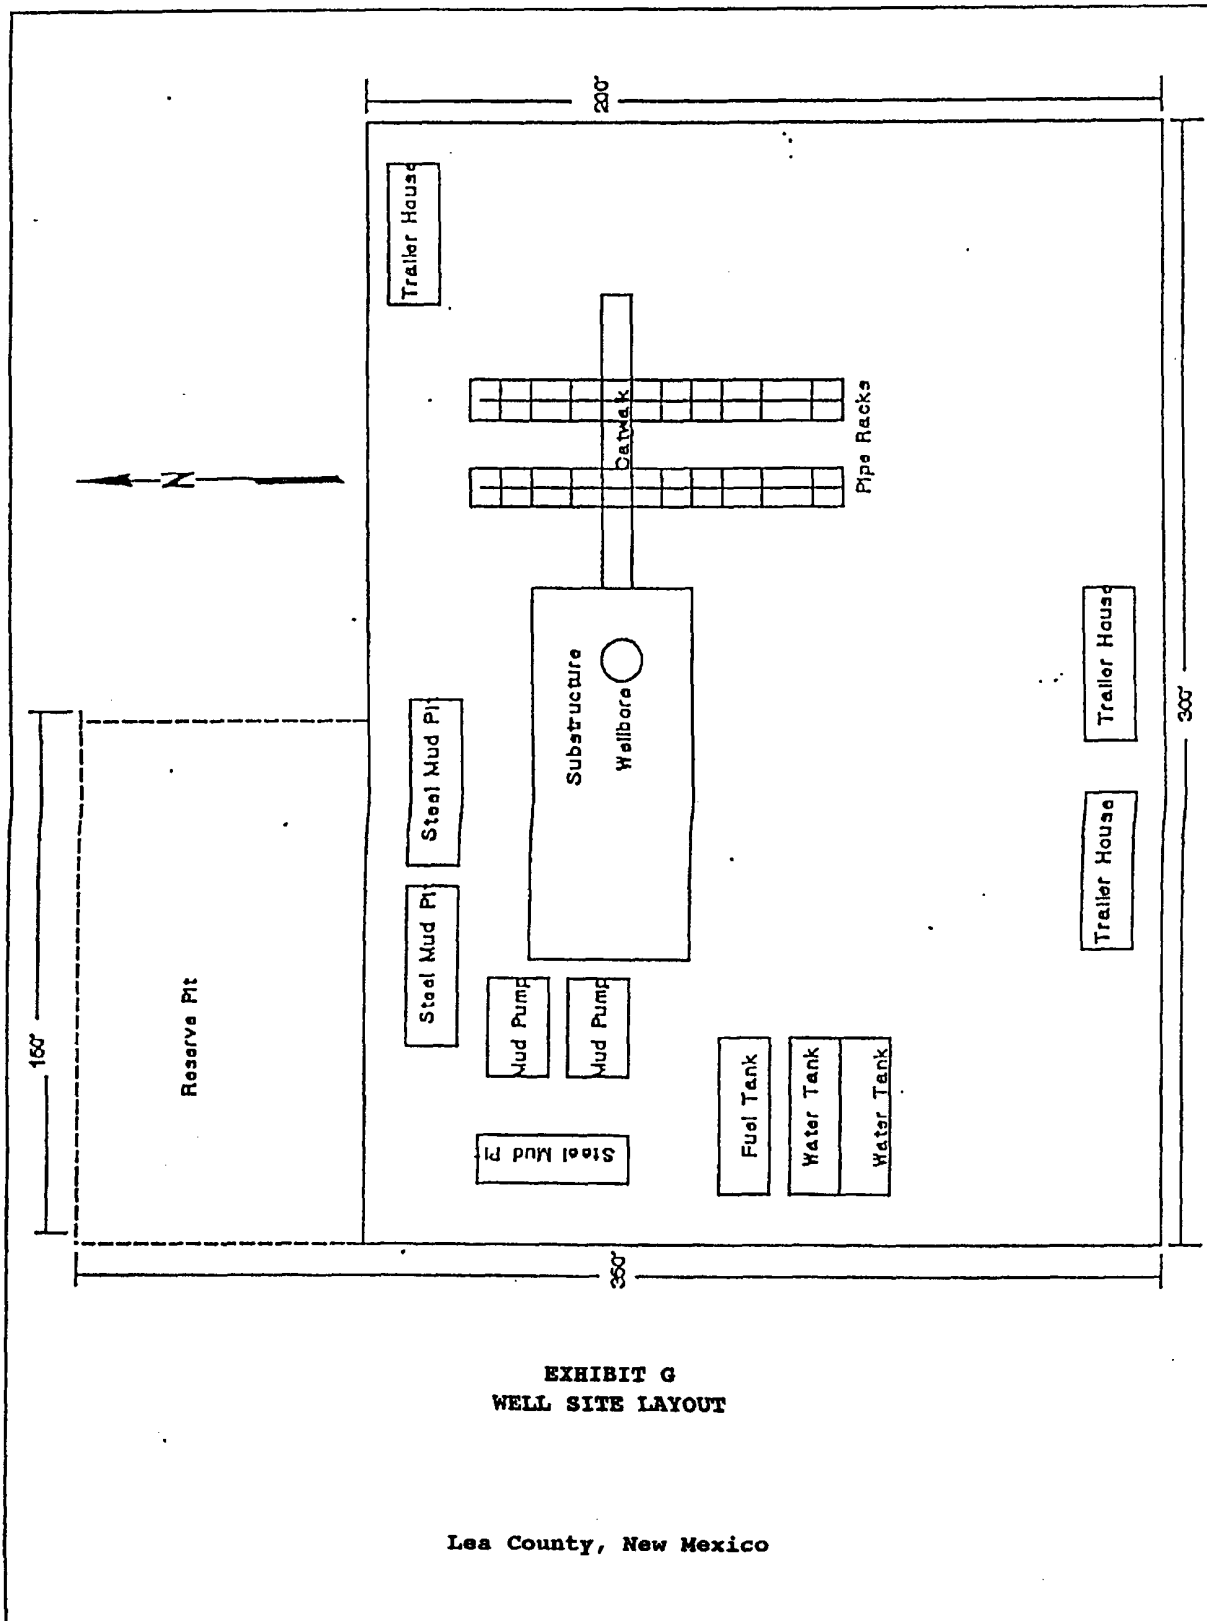 200'
Trailer House
N
Catwalk
Pipe Racks
Substructure
Wellbore
Trailer House
300'
Steel Mud Pit
Steel Mud Pit
Trailer House
Reserve Pit
150'
Mud Pump
Mud Pump
Fuel Tank
Water Tank
Water Tank
Steel Mud Pi
350'
EXHIBIT G
WELL SITE LAYOUT
Lea County, New Mexico